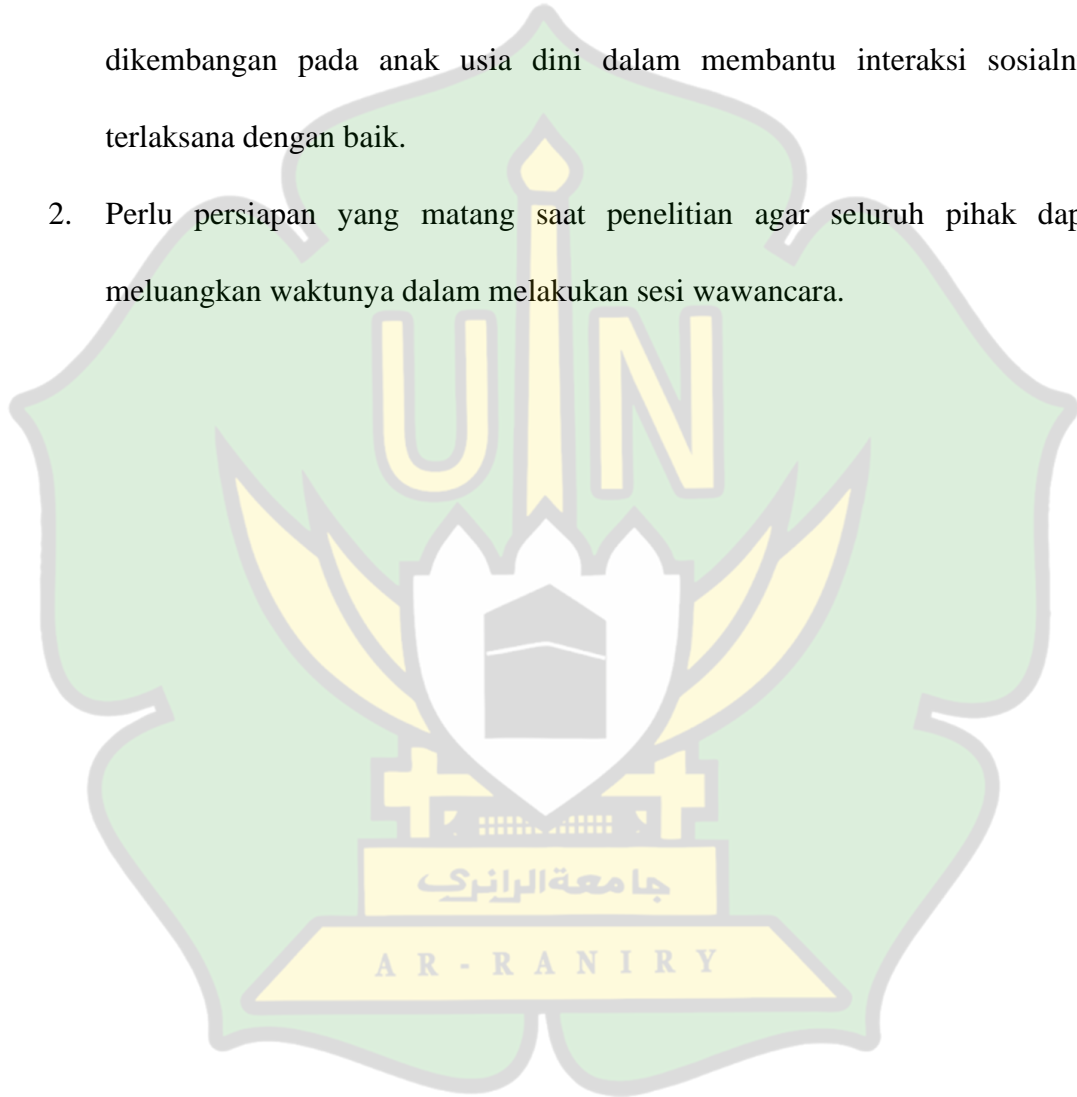 dikembangan pada anak usia dini dalam membantu interaksi sosialn
terlaksana dengan baik.
2. Perlu persiapan yang matang saat penelitian agar seluruh pihak dap
meluangkan waktunya dalam melakukan sesi wawancara.
UIN
جامعةالرانري
AR-RANIRY